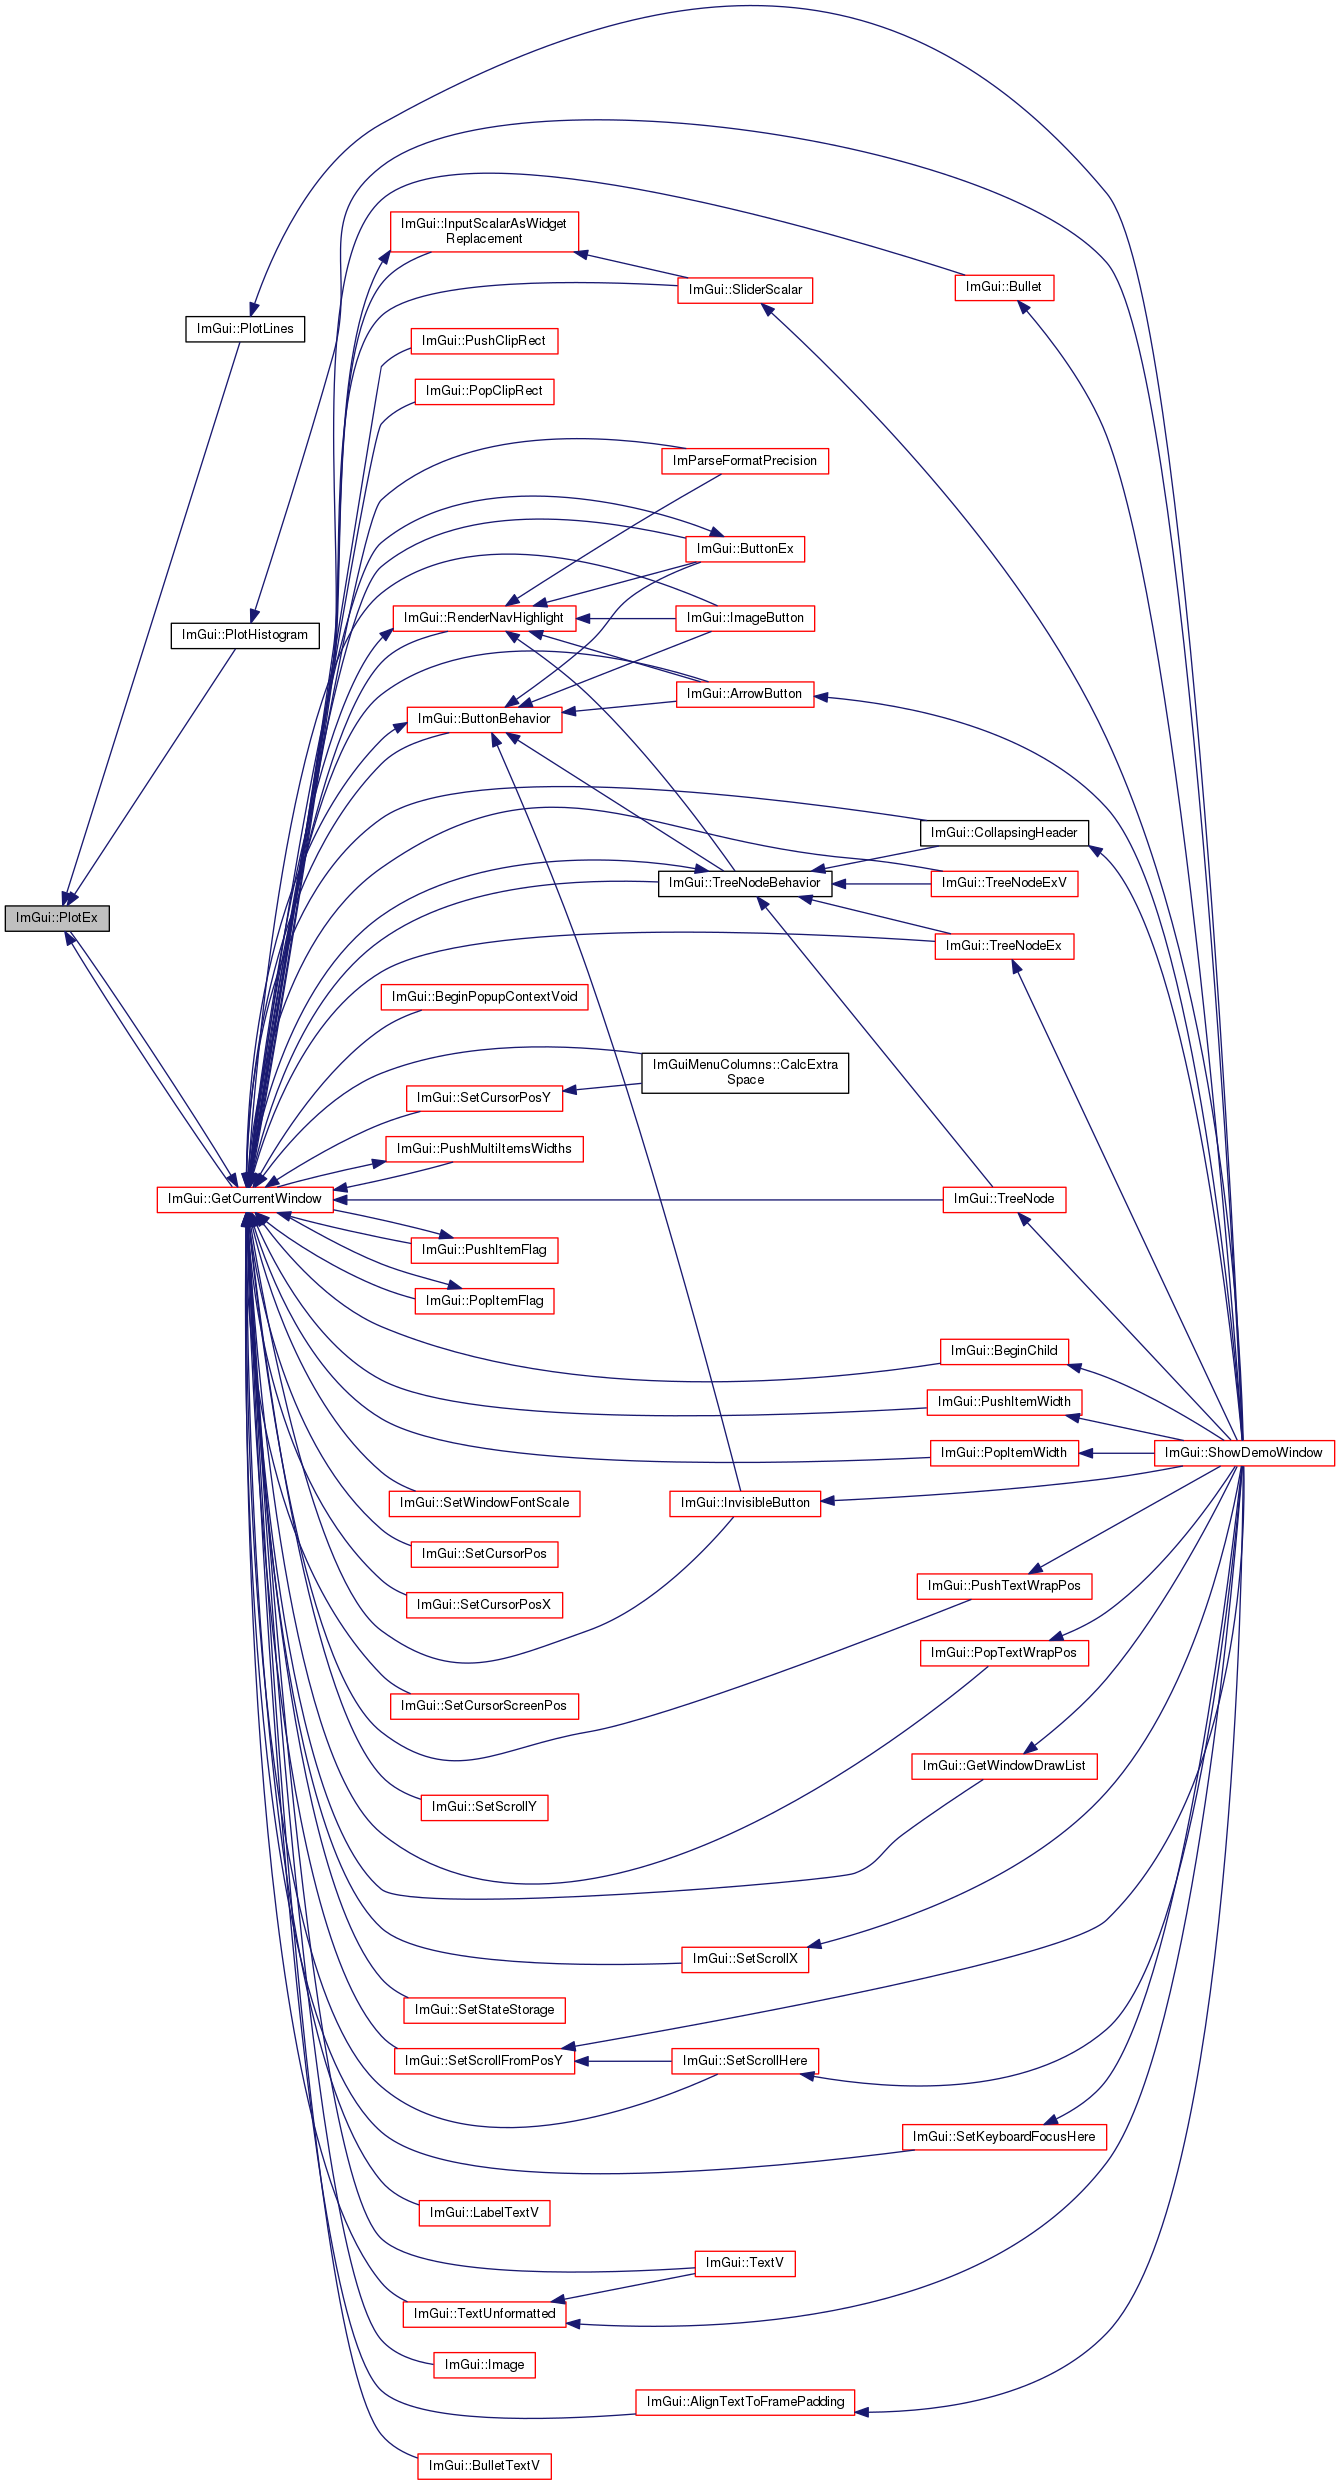 ImGui::InputScalarAsWidget
Replacement
ImGui::SliderScalar
ImGui::Bullet
ImGui::PlotLines
ImGui::PushClipRect
ImGui::PopClipRect
ImParseFormatPrecision
ImGui::ButtonEx
ImGui::RenderNavHighlight
ImGui::ImageButton
ImGui::PlotHistogram
ImGui::ArrowButton
ImGui::ButtonBehavior
ImGui::CollapsingHeader
ImGui::TreeNodeBehavior
ImGui::TreeNodeExV
ImGui::PlotEx
ImGui::TreeNodeEx
ImGui::BeginPopupContextVoid
ImGuiMenuColumns::CalcExtra
Space
ImGui::SetCursorPosY
ImGui::PushMultiItemsWidths
ImGui::GetCurrentWindow
ImGui::TreeNode
ImGui::PushItemFlag
ImGui::PopItemFlag
ImGui::BeginChild
ImGui::PushItemWidth
ImGui::PopItemWidth
ImGui::ShowDemoWindow
ImGui::SetWindowFontScale
ImGui::InvisibleButton
ImGui::SetCursorPos
ImGui::PushTextWrapPos
ImGui::SetCursorPosX
ImGui::PopTextWrapPos
ImGui::SetCursorScreenPos
ImGui::GetWindowDrawList
ImGui::SetScrollY
ImGui::SetScrollX
ImGui::SetStateStorage
ImGui::SetScrollFromPosY
ImGui::SetScrollHere
ImGui::SetKeyboardFocusHere
ImGui::LabelTextV
ImGui::TextV
ImGui::TextUnformatted
ImGui::Image
ImGui::AlignTextToFramePadding
ImGui::BulletTextV